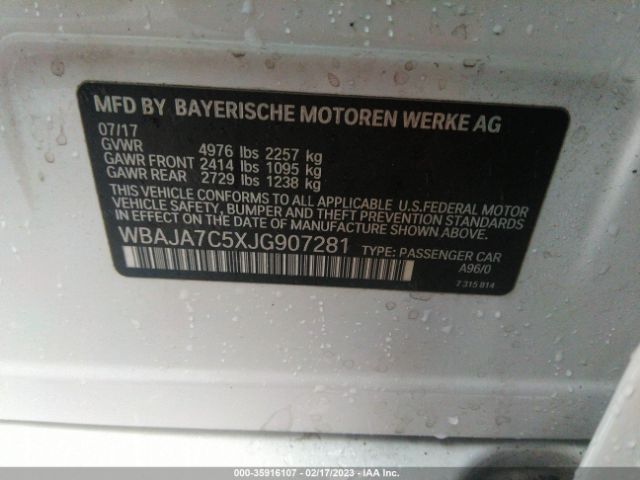 MFD BY BAYERISCHE MOTOREN WERKE AG
07/17
GVWR 4976 lbs 2257 kg
GAWR FRONT 2414 lbs 1095 kg
GAWR REAR 2729 lbs 1238 kg
THIS VEHICLE CONFORMS TO ALL APPLICABLE U.S.FEDERAL MOTOR
VEHICLE SAFETY, BUMPER, AND THEFT PREVENTION STANDARDS
IN EFFECT ON THE DATE OF MANUFACTURE SHOWN ABOVE.
WBAJA7C5XJG907281 TYPE: PASSENGER CAR
A96/0
7 315 814
000-35916107 - 02/17/2023 - IAAI.COM